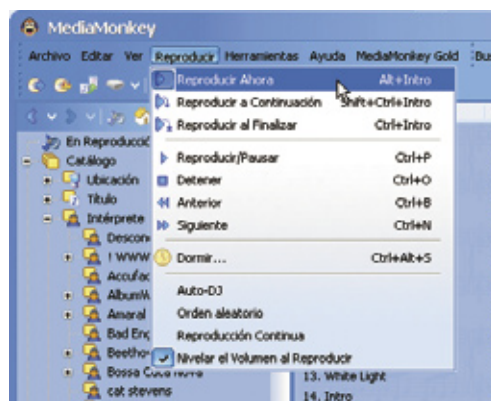 MediaMonkey
Archivo Editar Ver Reproducir Herramientas Ayuda MediaMonkey Gold
Reproducir Ahora Alt+Intro
Reproducir a Continuación Shift+Ctrl+Intro
Reproducir al Finalizar Ctrl+Intro
En Reproducció
Reproducir/Pausar Ctrl+P
Catálogo
Detener Ctrl+O
Ubicación
Anterior Ctrl+B
Título
Siguiente Ctrl+N
Intérprete
Descon
Dormir... Ctrl+Alt+S
! WWW
Accufac
Auto-DJ
AlbumW
Orden aleatorio
Amaral
Reproducción Continua
Bad Eng
Nivelar el Volumen al Reproducir
Beetho
Bossa Cuca Nova
13. White Light
cat stevens
14. Intro